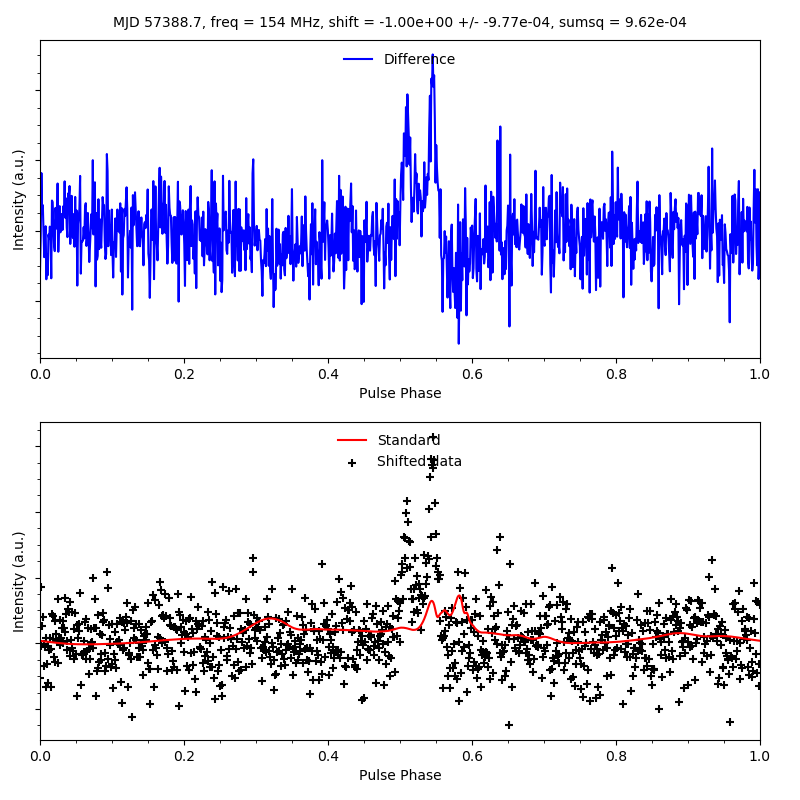 MJD 57388.7, freq = 154 MHz, shift = -1.00e+00 +/- -9.77e-04, sumsq = 9.62e-04
Difference
Intensity (a.u.)
0.0 0.2 0.4 0.6 0.8 1.0
Pulse Phase
Standard
Shifted data
Intensity (a.u.)
0.0 0.2 0.4 0.6 0.8 1.0
Pulse Phase